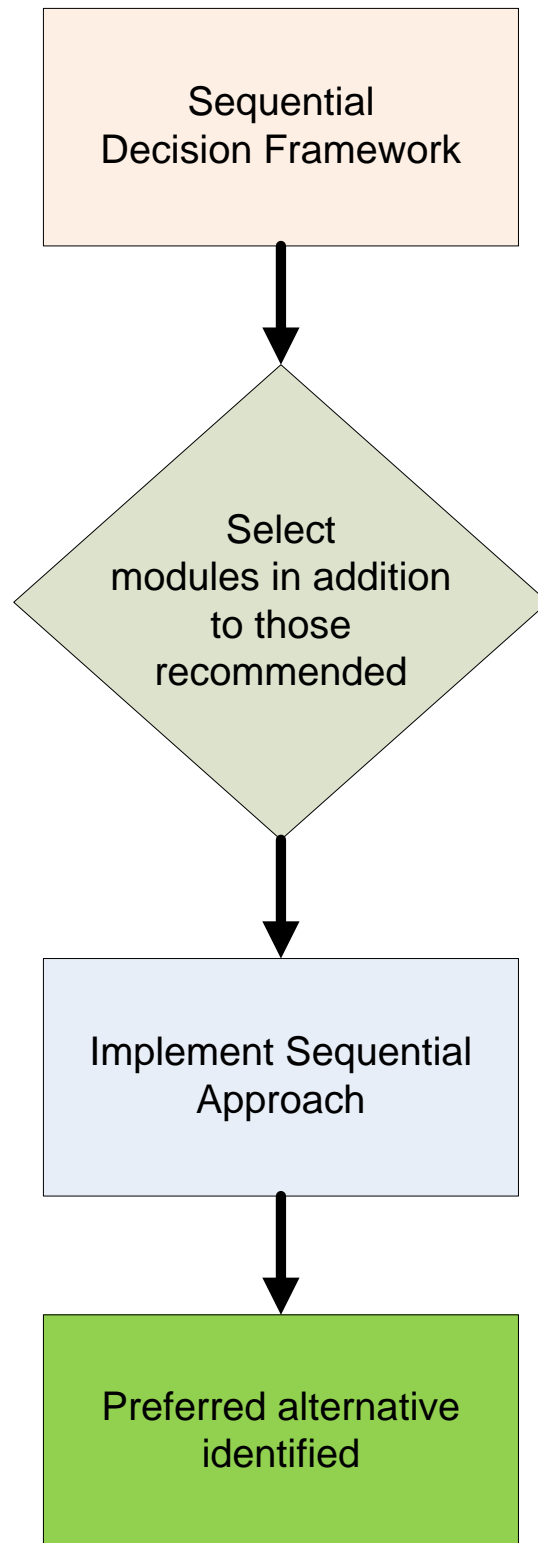 Sequential
Decision Framework
Select
modules in addition
to those
recommended
Implement Sequential
Approach
Preferred alternative
identified